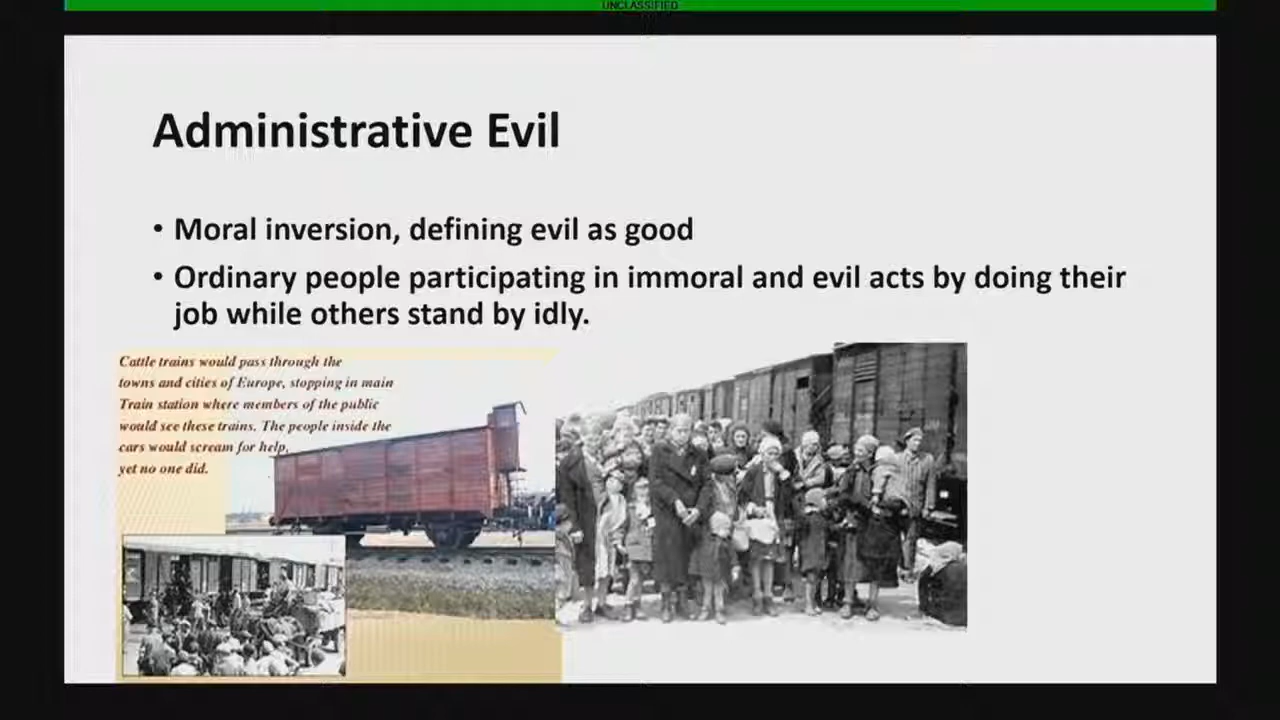 UNCLASSIFIED
Administrative Evil
• Moral inversion, defining evil as good
• Ordinary people participating in immoral and evil acts by doing their
job while others stand by idly.
Cattle trains would pass through the
towns and cities of Europe, stopping in main
Train station where members of the public
would see these trains. The people inside the
cars would scream for help,
yet no one did.